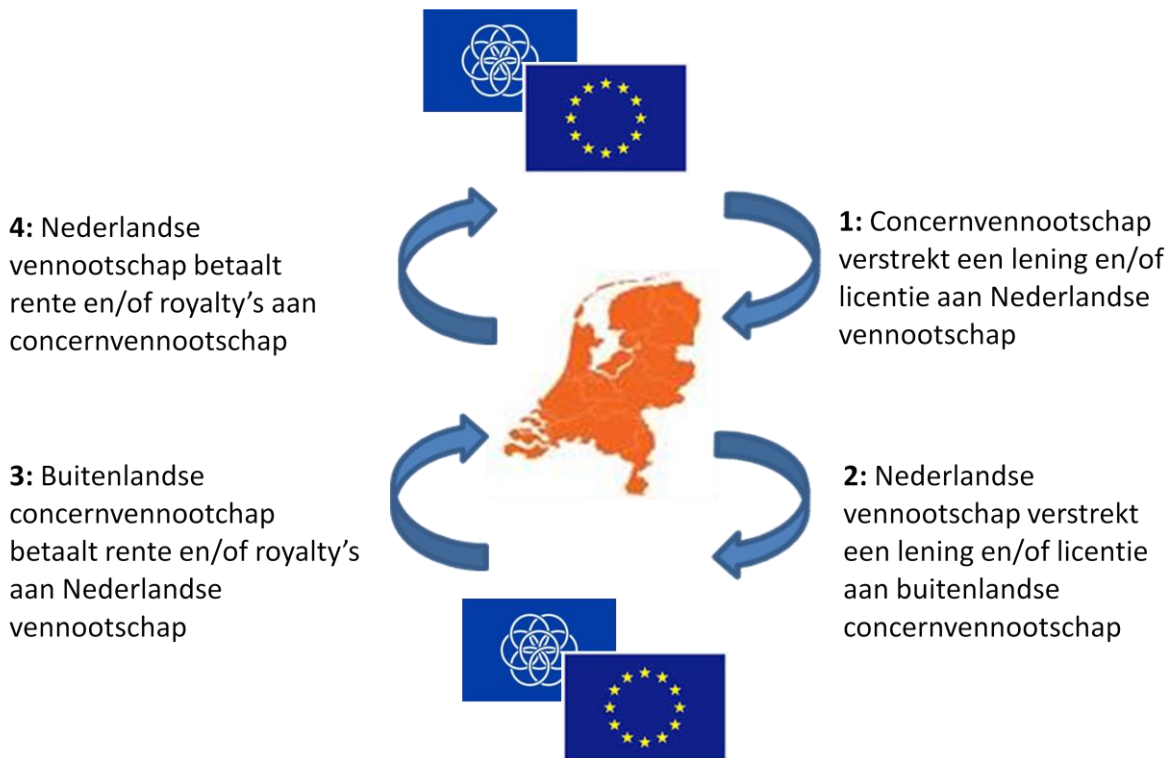 4: Nederlandse
vennootschap betaalt
rente en/of royalty’s aan
concernvennootschap
1: Concernvennootschap
verstrekt een lening en/of
licentie aan Nederlandse
vennootschap
3: Buitenlandse
concernvennootchap
betaalt rente en/of royalty’s
aan Nederlandse
vennootschap
2: Nederlandse
vennootschap verstrekt
een lening en/of licentie
aan buitenlandse
concernvennootschap